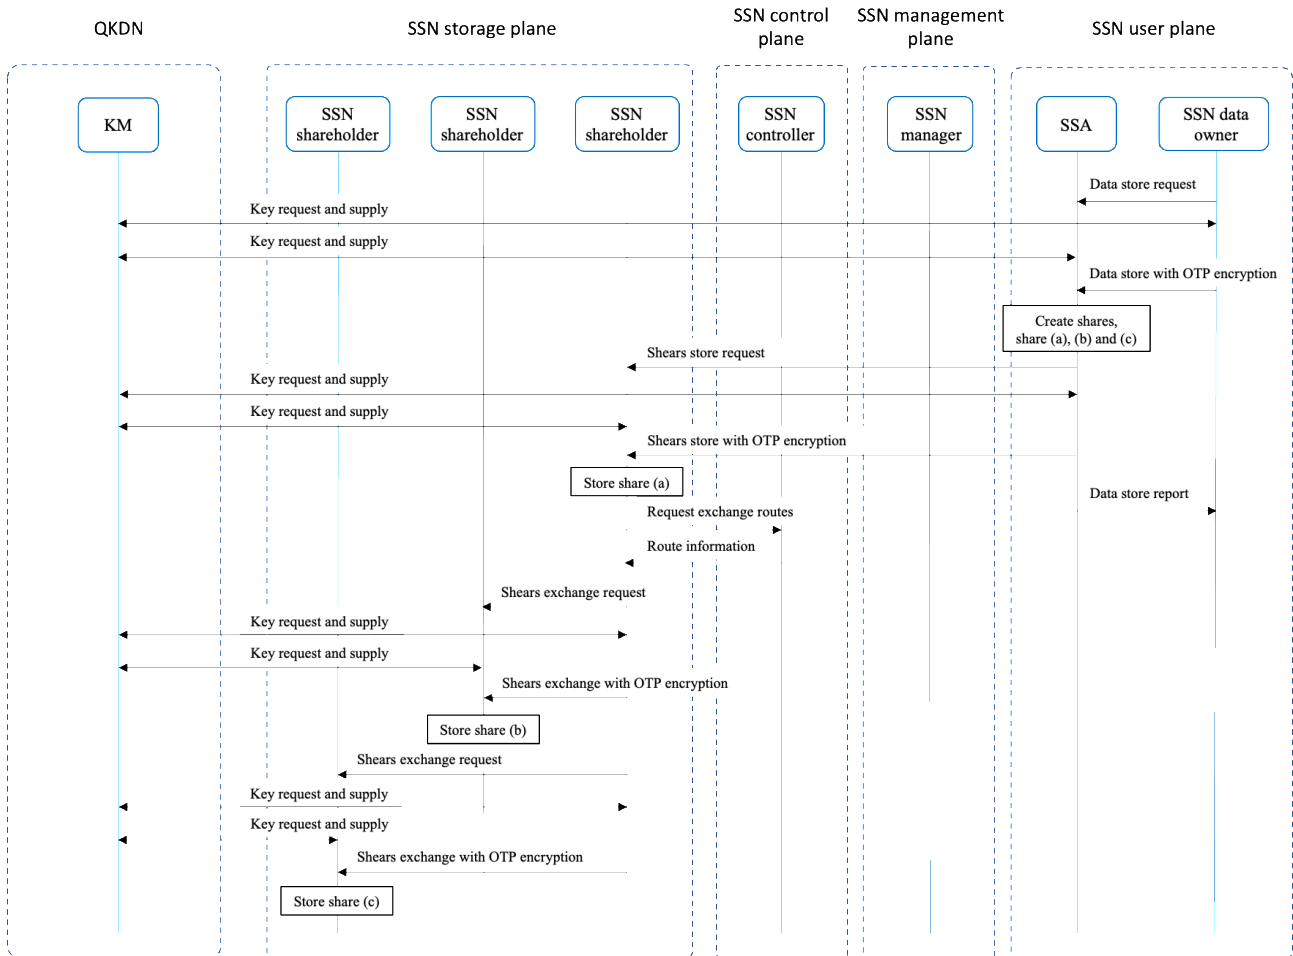 QKDN
SSN storage plane
SSN control
plane
SSN management
plane
SSN user plane
KM
SSN
shareholder
SSN
shareholder
SSN
shareholder
SSN
controller
SSN
manager
SSA
SSN data
owner
Data store request
Key request and supply
Key request and supply
Data store with OTP encryption
Create shares,
share (a), (b) and (c)
Shears store request
Key request and supply
Key request and supply
Shears store with OTP encryption
Store share (a)
Data store report
Request exchange routes
Route information
Shears exchange request
Key request and supply
Key request and supply
Shears exchange with OTP encryption
Store share (b)
Shears exchange request
Key request and supply
Key request and supply
Shears exchange with OTP encryption
Store share (c)